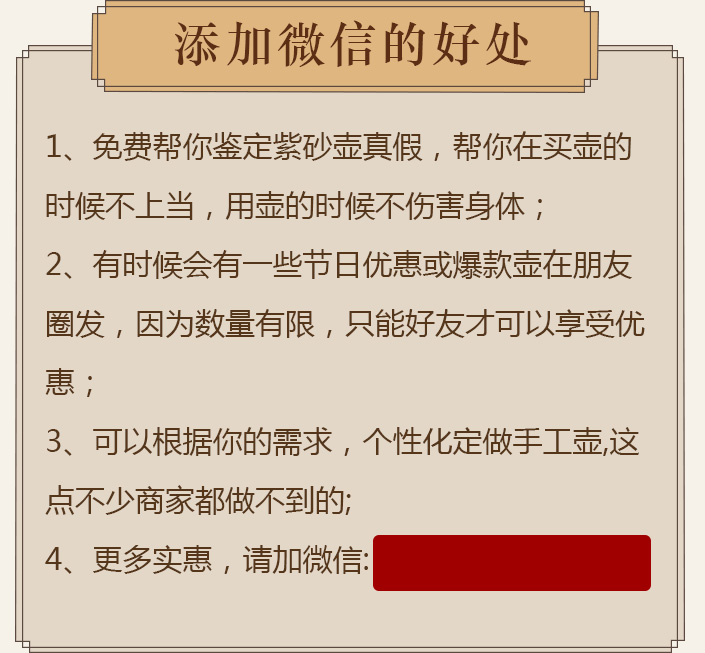 添加微信的好处
1、免费帮你鉴定紫砂壶真假，帮你在买壶的
时候不上当，用壶的时候不伤害身体；
2、有时候会有一些节日优惠或爆款壶在朋友
圈发，因为数量有限，只能好友才可以享受优
惠；
3、可以根据你的需求，个性化定做手工壶,这
点不少商家都做不到的;
4、更多实惠，请加微信: